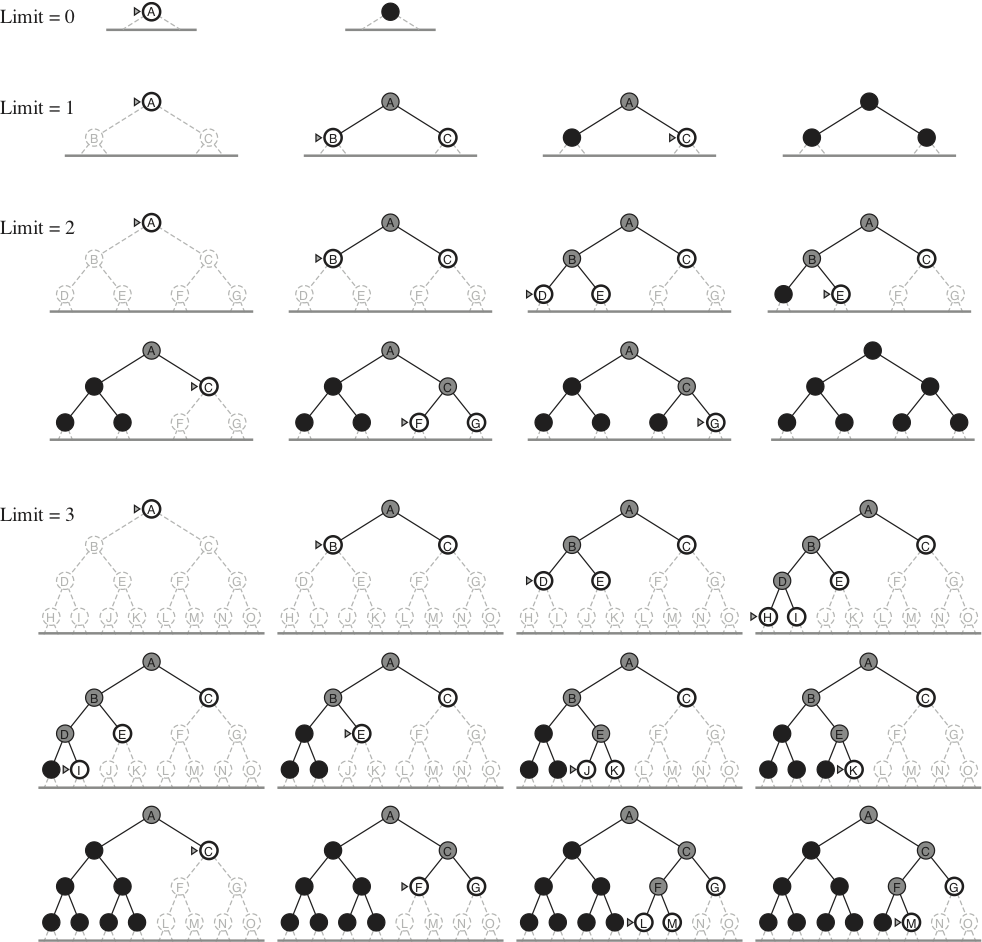 Limit = 0 A
Limit = 1 A A A
B C B C C
Limit = 2 A A A A
B C B C B C B C
D E F G D E F G D E F G E F G
A A A
C C C
F G F G G
Limit = 3 A A A A
B C B C B C B C
D E F G D E F G D E F G D E F G
H I J K L M N O H I J K L M N O H I J K L M N O H I J K L M N O
A A A A
B C B C B C B C
D E F G E F G E F G E F G
I J K L M N O J K L M N O J K L M N O K L M N O
A A A A
C C C C
F G F G F G F G
L M N O L M N O L M N O M N O